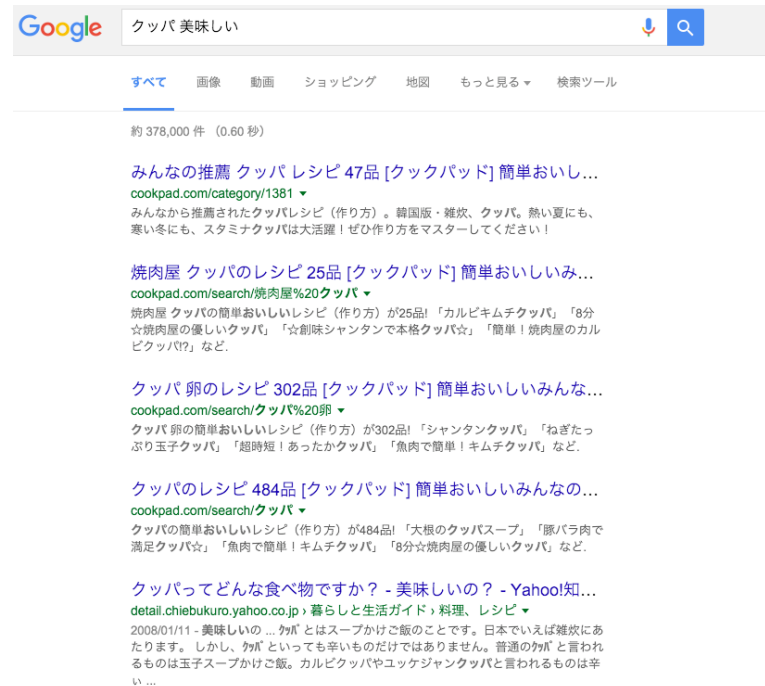 Google
クッパ 美味しい
すべて 画像 動画 ショッピング 地図 もっと見る 検索ツール
約 378,000 件 （0.60 秒）
みんなの推薦 クッパ レシピ 47品 [クックパッド] 簡単おいし...
cookpad.com/category/1381
みんなから推薦されたクッパレシピ（作り方）。韓国版・雑炊、クッパ。熱い夏にも、
寒い冬にも、スタミナクッパは大活躍！ぜひ作り方をマスターしてください！
焼肉屋 クッパのレシピ 25品 [クックパッド] 簡単おいしいみ...
cookpad.com/search/焼肉屋%20クッパ
焼肉屋 クッパの簡単おいしいレシピ（作り方）が25品! 「カルビキムチクッパ」「8分
☆焼肉屋の優しいクッパ」「☆創味シャンタンで本格クッパ☆」「簡単！焼肉屋のカル
ビクッパ!?」など.
クッパ 卵のレシピ 302品 [クックパッド] 簡単おいしいみんな...
cookpad.com/search/クッパ%20卵
クッパ 卵の簡単おいしいレシピ（作り方）が302品! 「シャンタンクッパ」「ねぎたっ
ぷり玉子クッパ」「超時短！あったかクッパ」「魚肉で簡単！キムチクッパ」など.
クッパのレシピ 484品 [クックパッド] 簡単おいしいみんなの...
cookpad.com/search/クッパ
クッパの簡単おいしいレシピ（作り方）が484品! 「大根のクッパスープ」「豚バラ肉で
満足クッパ☆」「魚肉で簡単！キムチクッパ」「8分☆焼肉屋の優しいクッパ」など.
クッパってどんな食べ物ですか？ - 美味しいの？ - Yahoo!知...
detail.chiebukuro.yahoo.co.jp › 暮らしと生活ガイド › 料理、レシピ
2008/01/11 - 美味しいの ... ｸｯﾊﾟとはスープかけご飯のことです。日本でいえば雑炊にあ
たります。 しかし、ｸｯﾊﾟといっても辛いものだけではありません。普通のｸｯﾊﾟと言われ
るものは玉子スープかけご飯。カルビクッパやユッケジャンクッパと言われるものは辛
い ...